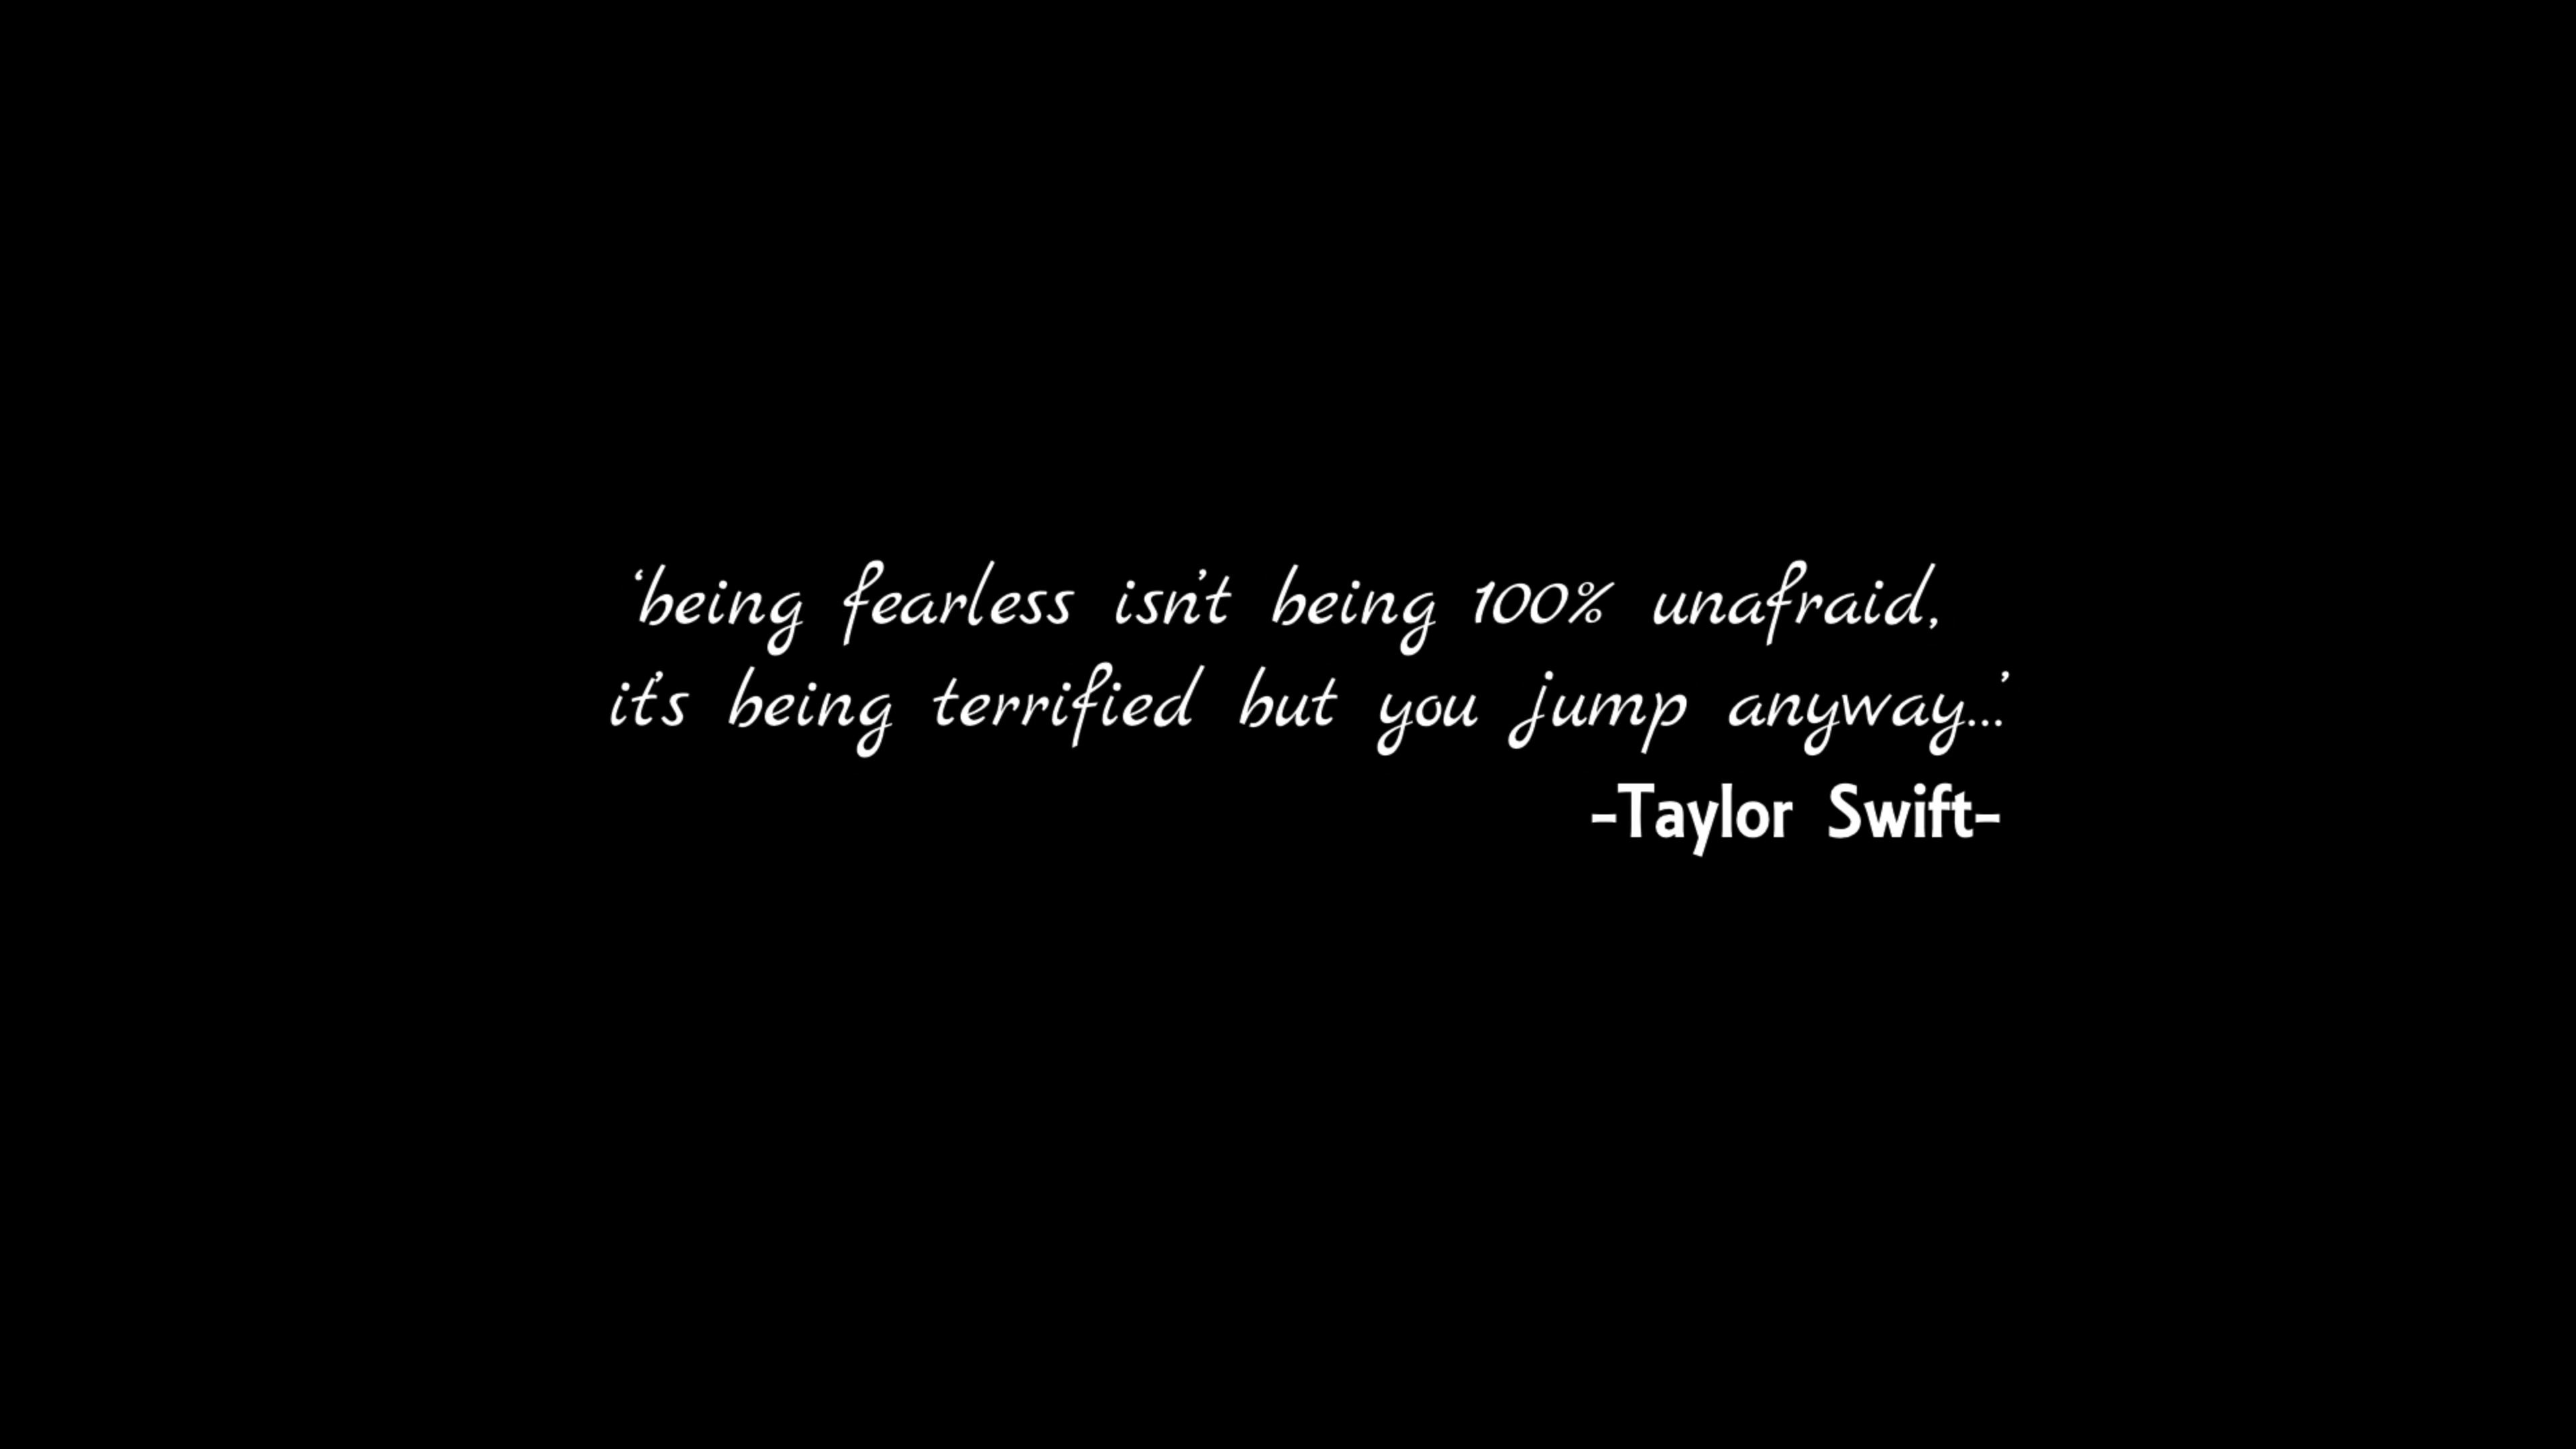 ‘being fearless isn’t being 100% unafraid,
it’s being terrified but you jump anyway...’
-Taylor Swift-